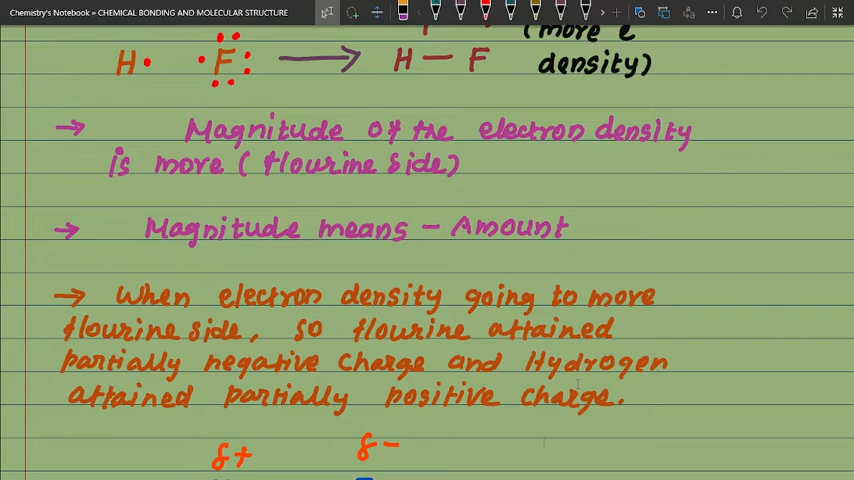 Chemistry's Notebook » CHEMICAL BONDING AND MOLECULAR STRUCTURE
(more e
H F H — F density)
→ Magnitude of the electron density
is more ( flourine side)
→ Magnitude means - Amount
→ When electron density going to more
flourine side, so flourine attained
partially negative charge and Hydrogen
attained partially positive charge.
δ+ δ-